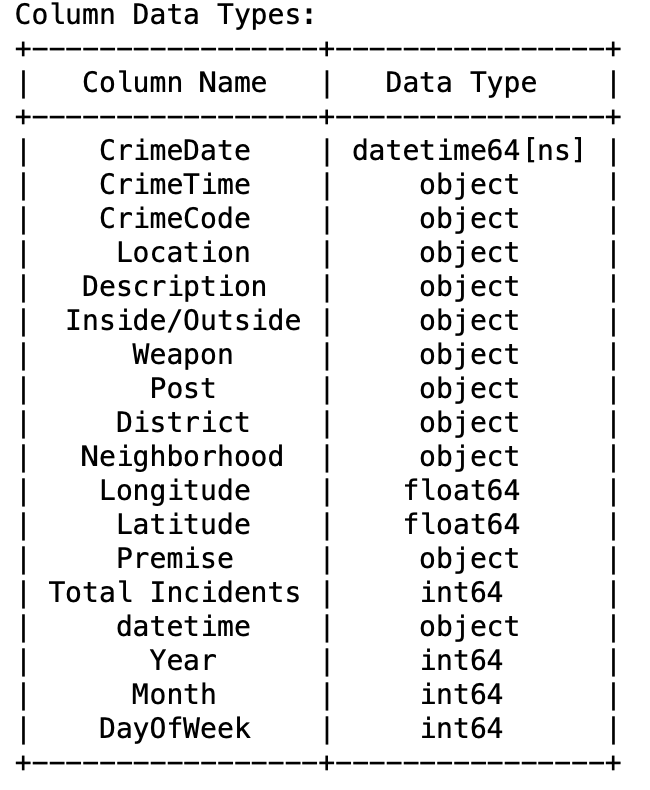 Column Data Types:
+------------------+-----------------+
|   Column Name    |    Data Type    |
+------------------+-----------------+
|    CrimeDate     | datetime64[ns]  |
|    CrimeTime     |     object      |
|    CrimeCode     |     object      |
|     Location     |     object      |
|   Description    |     object      |
|  Inside/Outside  |     object      |
|      Weapon      |     object      |
|       Post       |     object      |
|     District     |     object      |
|   Neighborhood   |     object      |
|    Longitude     |    float64      |
|     Latitude     |    float64      |
|     Premise      |     object      |
| Total Incidents  |     int64       |
|     datetime     |     object      |
|       Year       |     int64       |
|      Month       |     int64       |
|    DayOfWeek     |     int64       |
+------------------+-----------------+